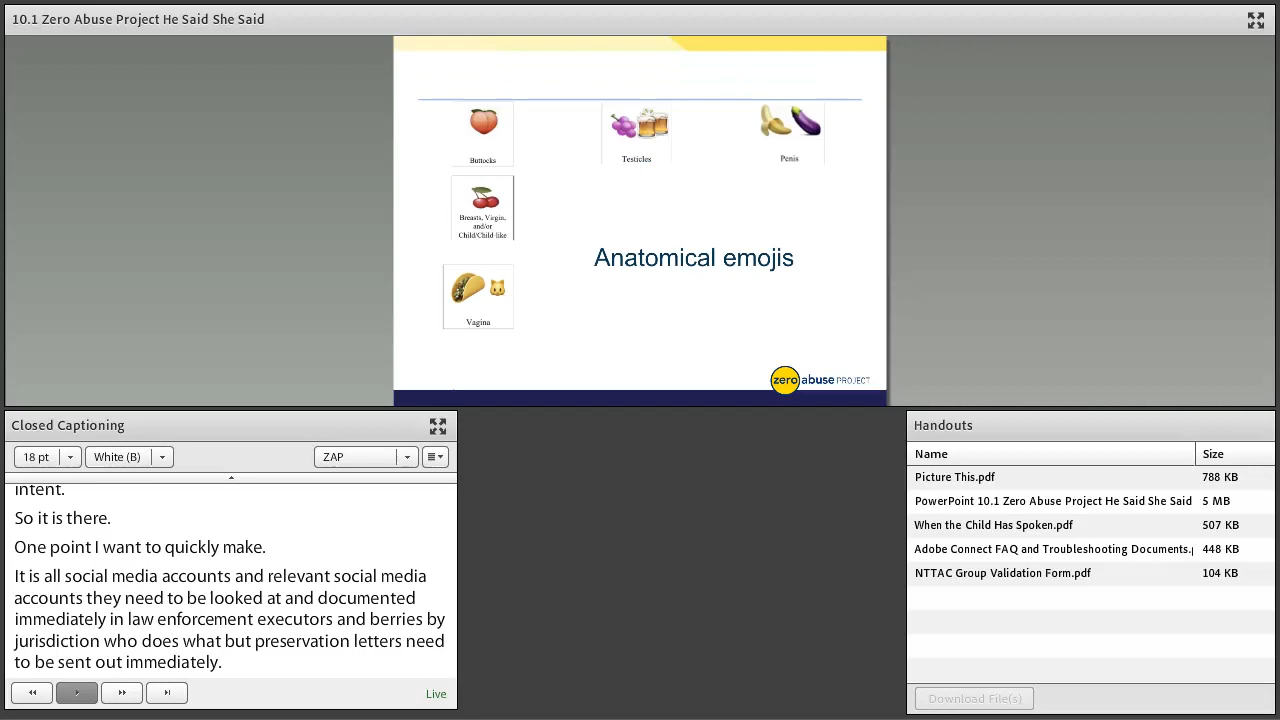 10.1 Zero Abuse Project He Said She Said
Buttocks
Testicles
Penis
Breasts, Virgin,
and/or
Child/Child-like
Anatomical emojis
Vagina
zero abuse PROJECT
Closed Captioning
18 pt
White (B)
ZAP
intent.
So it is there.
One point I want to quickly make.
It is all social media accounts and relevant social media
accounts they need to be looked at and documented
immediately in law enforcement executors and berries by
jurisdiction who does what but preservation letters need
to be sent out immediately.
Live
Handouts
Name Size
Picture This.pdf 788 KB
PowerPoint 10.1 Zero Abuse Project He Said She Said 5 MB
When the Child Has Spoken.pdf 507 KB
Adobe Connect FAQ and Troubleshooting Documents.p 448 KB
NTTAC Group Validation Form.pdf 104 KB
Download File(s)